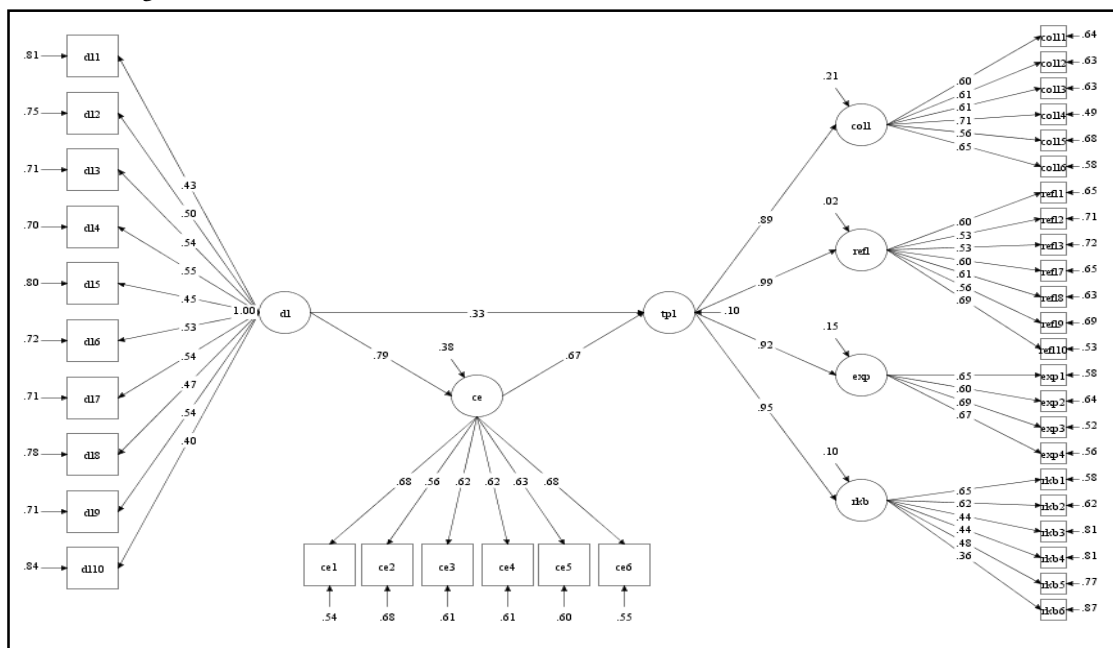 .81 dl1
.75 dl2
.71 dl3
.70 dl4
.80 dl5
.72 dl6
.71 dl7
.78 dl8
.71 dl9
.84 dl10
.43
.50
.54
.55
.45
.53
.54
.47
.54
.40
1.00 dl
.33
.79
.38
ce
.67
.68 .56 .62 .62 .63 .68
ce1 ce2 ce3 ce4 ce5 ce6
.54 .68 .61 .61 .60 .55
tpl .10
.89
.99
.92
.95
.21
coll
.60
.61
.61
.71
.56
.65
coll1 .64
coll2 .63
coll3 .63
coll4 .49
coll5 .68
coll6 .58
.02
refl
.60
.53
.53
.60
.61
.56
.69
refl1 .65
refl2 .71
refl3 .72
refl7 .65
refl8 .63
refl9 .69
refl10 .53
.15
exp
.65
.60
.69
.67
exp1 .58
exp2 .64
exp3 .52
exp4 .56
.10
rkb
.65
.62
.44
.44
.48
.36
rkb1 .58
rkb2 .62
rkb3 .81
rkb4 .81
rkb5 .77
rkb6 .87